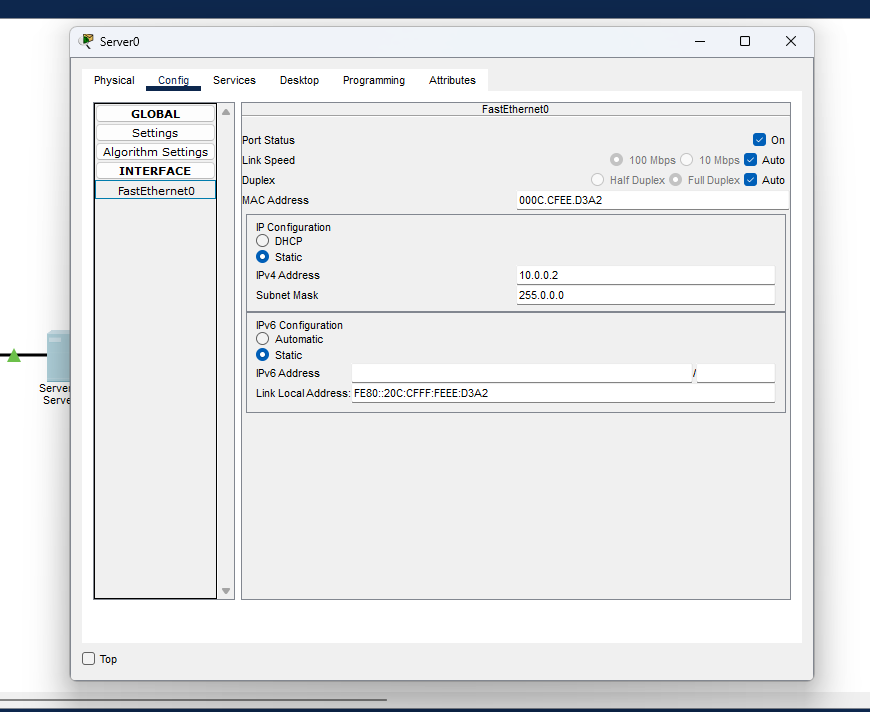 Server0
Physical Config Services Desktop Programming Attributes
GLOBAL
Settings
Algorithm Settings
INTERFACE
FastEthernet0
FastEthernet0
Port Status On
Link Speed 100 Mbps 10 Mbps Auto
Duplex Half Duplex Full Duplex Auto
MAC Address 000C.CFEE.D3A2
IP Configuration
DHCP
Static
IPv4 Address 10.0.0.2
Subnet Mask 255.0.0.0
IPv6 Configuration
Automatic
Static
IPv6 Address /
Link Local Address: FE80::20C:CFFF:FEEE:D3A2
Server
Serve
Top